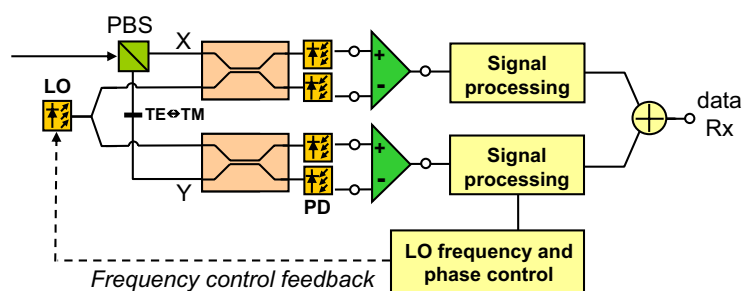 PBS
X
LO
TE⇔TM
Y
PD
+
-
+
-
Signal
processing
Signal
processing
data
Rx
LO frequency and
phase control
Frequency control feedback